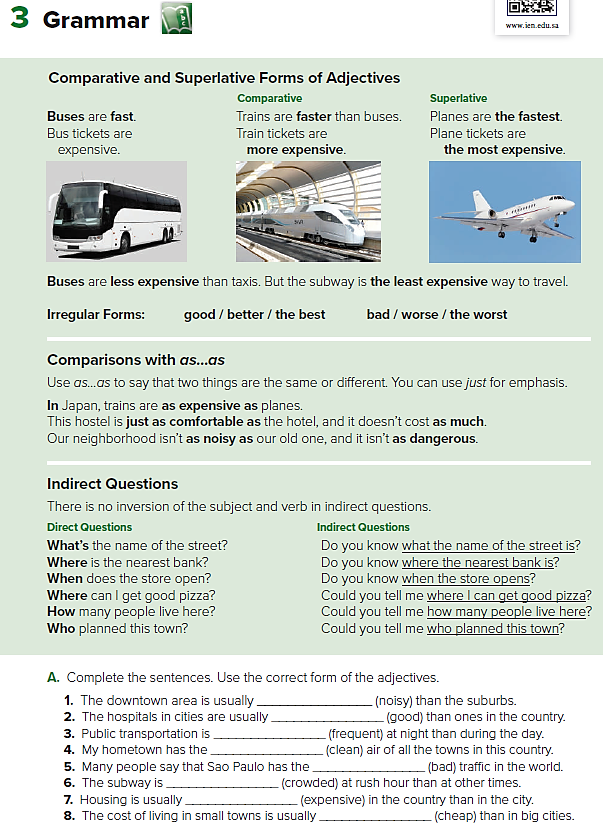 3 Grammar
www.ien.edu.sa
Comparative and Superlative Forms of Adjectives
Comparative Superlative
Buses are fast. Trains are faster than buses. Planes are the fastest.
Bus tickets are Train tickets are Plane tickets are
expensive. more expensive. the most expensive.
Buses are less expensive than taxis. But the subway is the least expensive way to travel.
Irregular Forms: good / better / the best bad / worse / the worst
Comparisons with as...as
Use as...as to say that two things are the same or different. You can use just for emphasis.
In Japan, trains are as expensive as planes.
This hostel is just as comfortable as the hotel, and it doesn't cost as much.
Our neighborhood isn't as noisy as our old one, and it isn't as dangerous.
Indirect Questions
There is no inversion of the subject and verb in indirect questions.
Direct Questions Indirect Questions
What's the name of the street? Do you know what the name of the street is?
Where is the nearest bank? Do you know where the nearest bank is?
When does the store open? Do you know when the store opens?
Where can I get good pizza? Could you tell me where I can get good pizza?
How many people live here? Could you tell me how many people live here?
Who planned this town? Could you tell me who planned this town?
A. Complete the sentences. Use the correct form of the adjectives.
1. The downtown area is usually ________________ (noisy) than the suburbs.
2. The hospitals in cities are usually ________________ (good) than ones in the country.
3. Public transportation is ________________ (frequent) at night than during the day.
4. My hometown has the ________________ (clean) air of all the towns in this country.
5. Many people say that Sao Paulo has the ________________ (bad) traffic in the world.
6. The subway is ________________ (crowded) at rush hour than at other times.
7. Housing is usually ________________ (expensive) in the country than in the city.
8. The cost of living in small towns is usually ________________ (cheap) than in big cities.